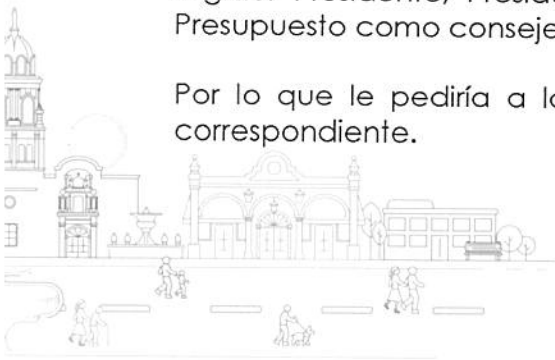 Presupuesto como conseje
Por lo que le pediría a lo
correspondiente.